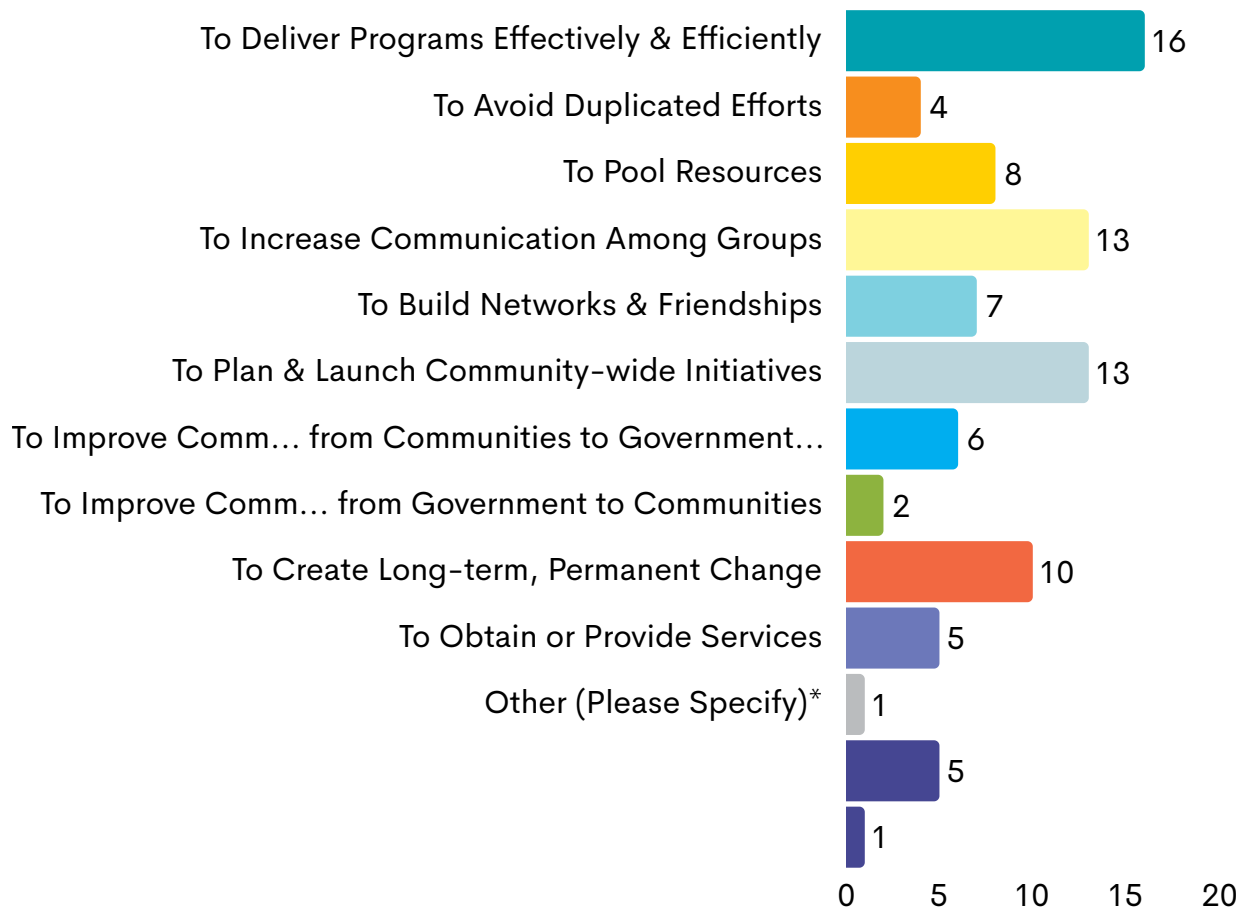 To Deliver Programs Effectively & Efficiently 16
To Avoid Duplicated Efforts 4
To Pool Resources 8
To Increase Communication Among Groups 13
To Build Networks & Friendships 7
To Plan & Launch Community-wide Initiatives 13
To Improve Comm... from Communities to Government... 6
To Improve Comm... from Government to Communities 2
To Create Long-term, Permanent Change 10
To Obtain or Provide Services 5
Other (Please Specify)* 1
5
1
0 5 10 15 20